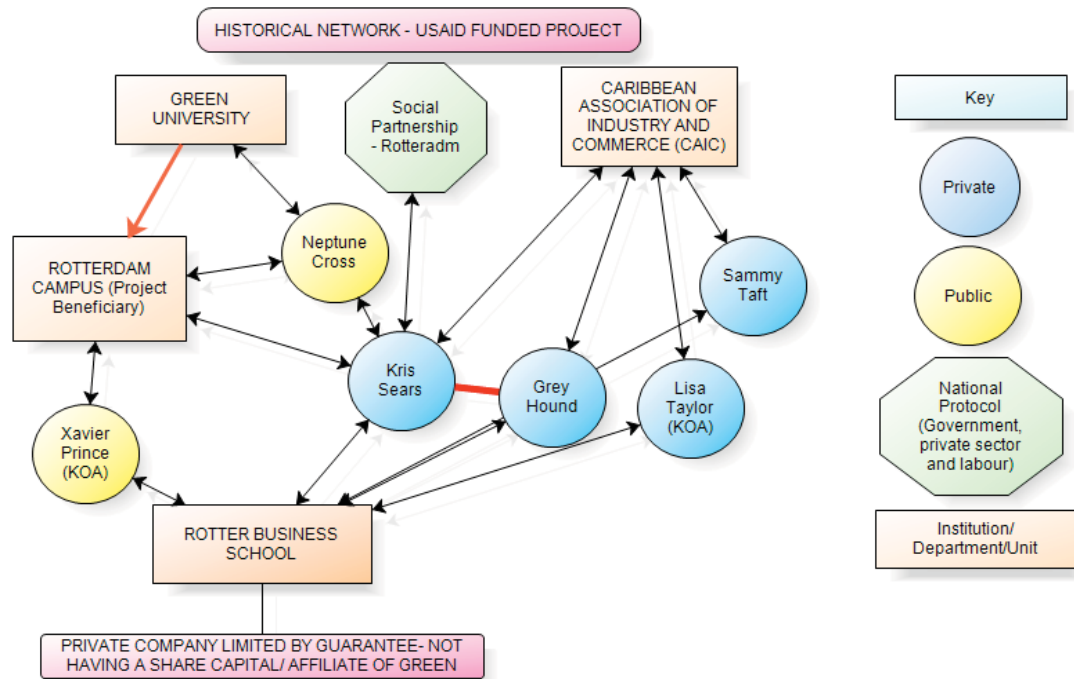 HISTORICAL NETWORK - USAID FUNDED PROJECT
GREEN
UNIVERSITY
Social
Partnership
- Rotteradm
CARIBBEAN
ASSOCIATION OF
INDUSTRY AND
COMMERCE (CAIC)
Key
Private
Neptune
Cross
ROTTERDAM
CAMPUS (Project
Beneficiary)
Sammy
Taft
Public
Kris
Sears
Grey
Hound
Lisa
Taylor
(KOA)
National
Protocol
(Government,
private sector
and labour)
Xavier
Prince
(KOA)
ROTTER BUSINESS
SCHOOL
Institution/
Department/Unit
PRIVATE COMPANY LIMITED BY GUARANTEE- NOT
HAVING A SHARE CAPITAL/ AFFILIATE OF GREEN